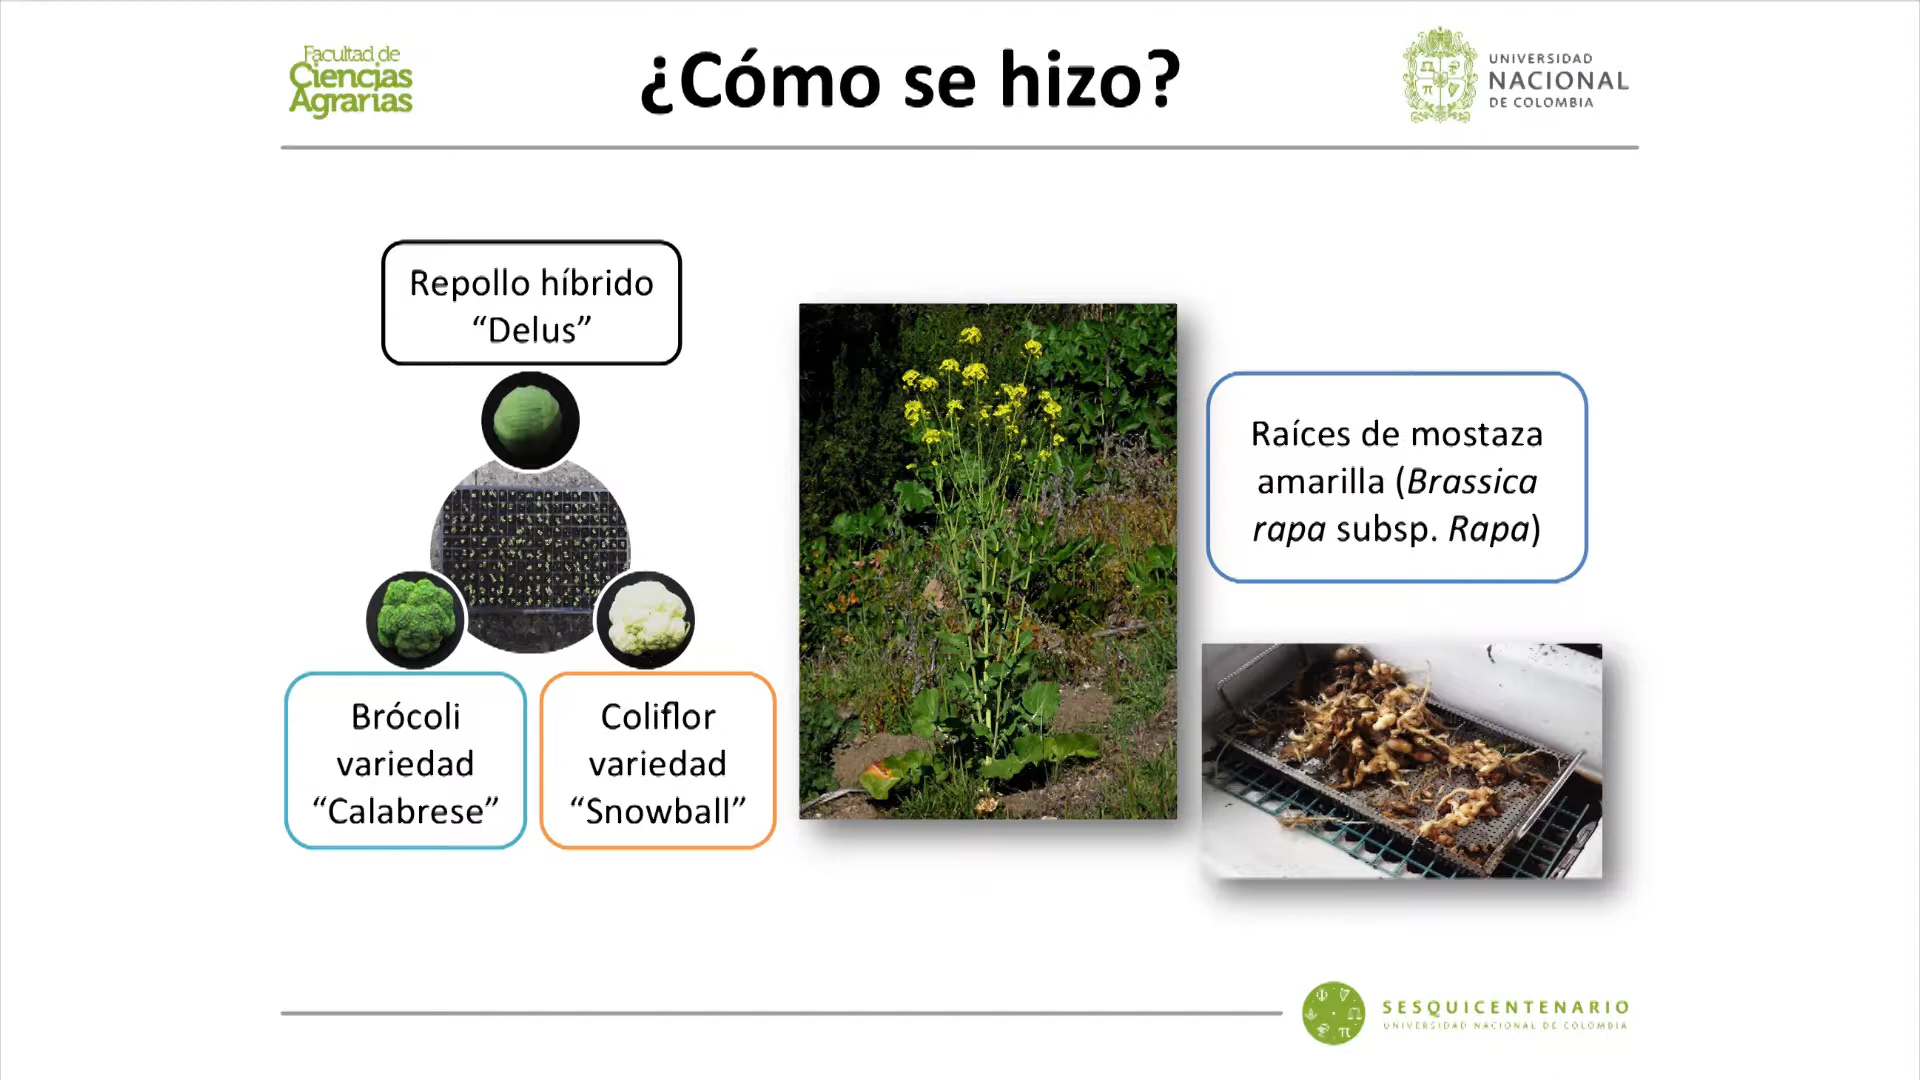 Facultad de
Ciencias
Agrarias
¿Cómo se hizo?
UNIVERSIDAD
NACIONAL
DE COLOMBIA
Repollo híbrido
“Delus”
Brócoli
variedad
“Calabrese”
Coliflor
variedad
“Snowball”
Raíces de mostaza
amarilla (Brassica
rapa subsp. Rapa)
SESQUICENTENARIO
UNIVERSIDAD NACIONAL DE COLOMBIA